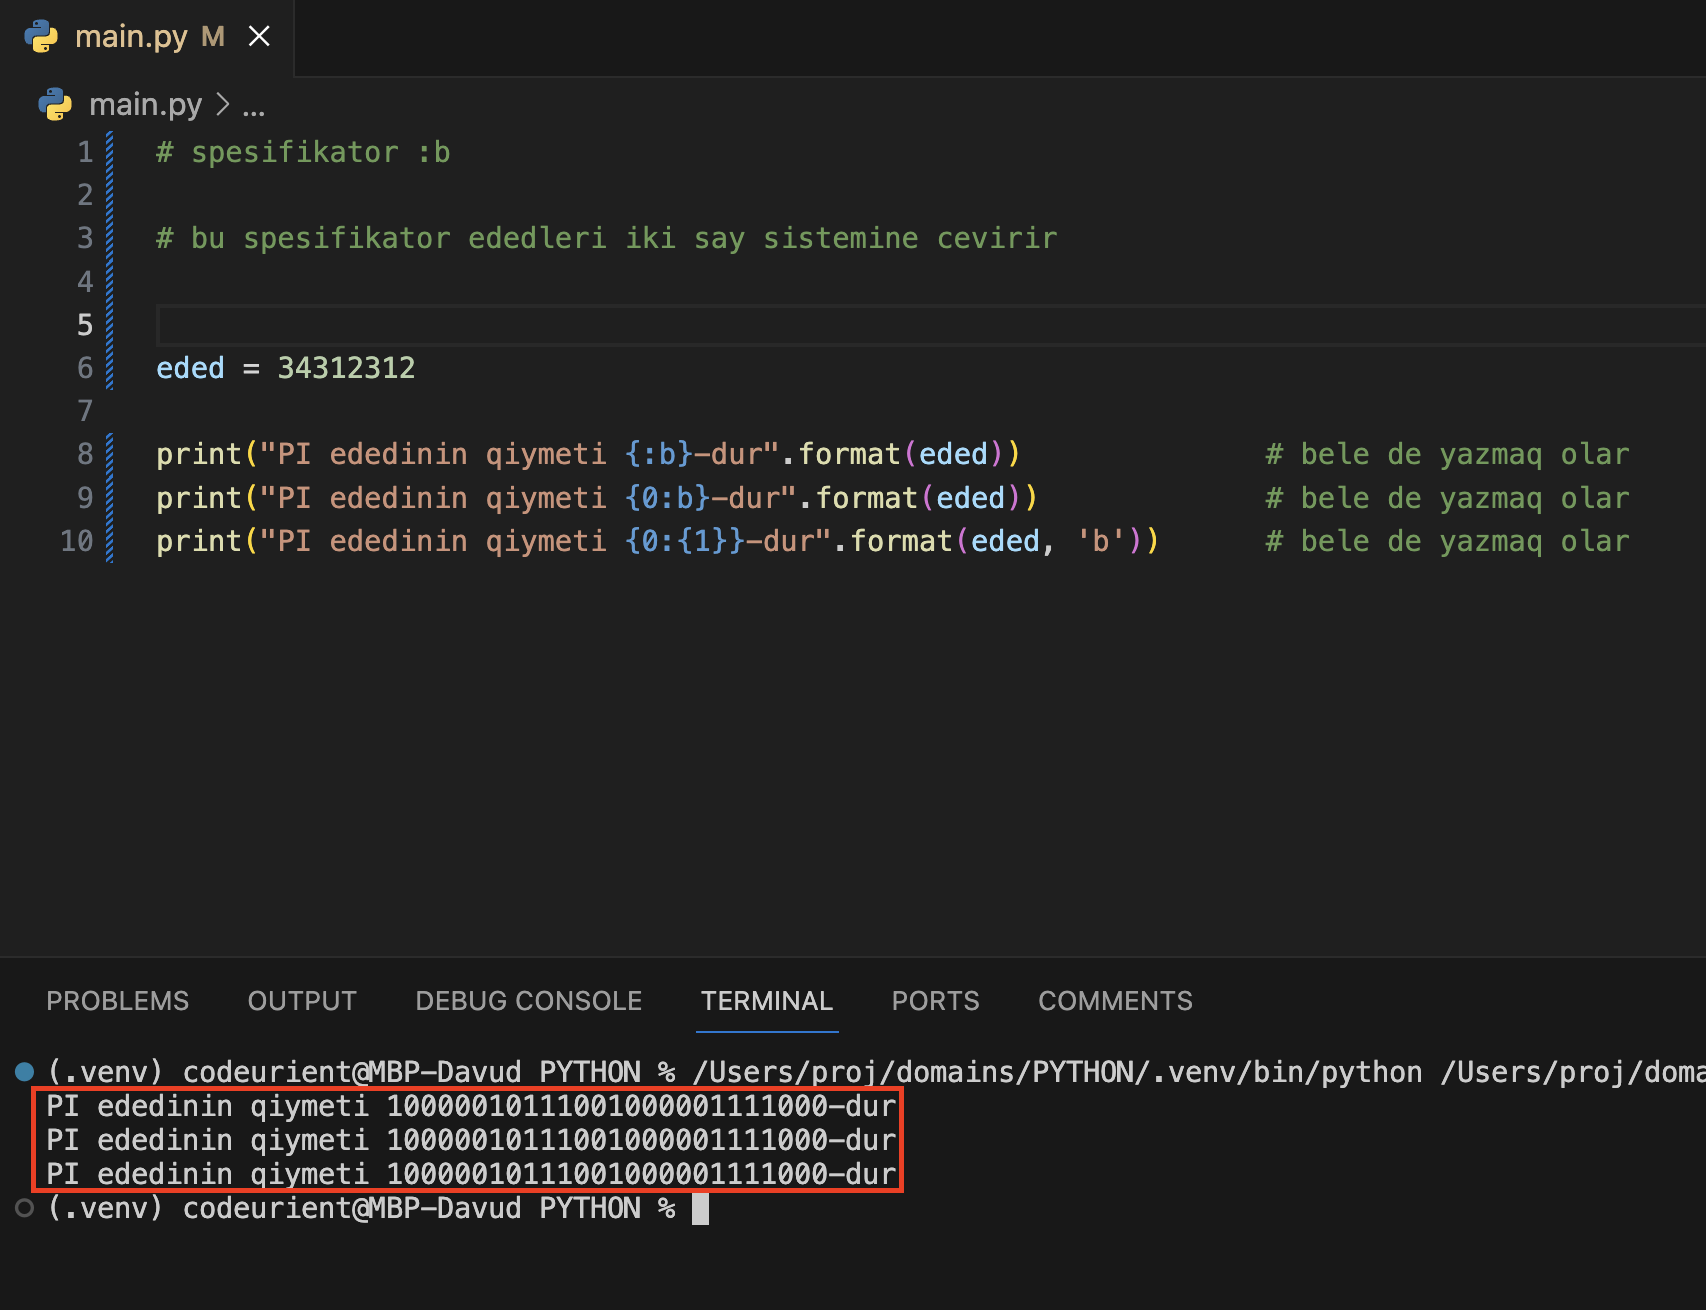 main.py M
main.py > ...
1 # spesifikator :b
2
3 # bu spesifikator ededleri iki say sistemine cevirir
4
5
6 eded = 34312312
7
8 print("PI ededinin qiymeti {:b}-dur".format(eded)) # bele de yazmaq olar
9 print("PI ededinin qiymeti {0:b}-dur".format(eded)) # bele de yazmaq olar
10 print("PI ededinin qiymeti {0:{1}}-dur".format(eded, 'b')) # bele de yazmaq olar
PROBLEMS OUTPUT DEBUG CONSOLE TERMINAL PORTS COMMENTS
(.venv) codeurient@MBP-Davud PYTHON % /Users/proj/domains/PYTHON/.venv/bin/python /Users/proj/doma
PI ededinin qiymeti 10000010111001000001111000-dur
PI ededinin qiymeti 10000010111001000001111000-dur
PI ededinin qiymeti 10000010111001000001111000-dur
(.venv) codeurient@MBP-Davud PYTHON %